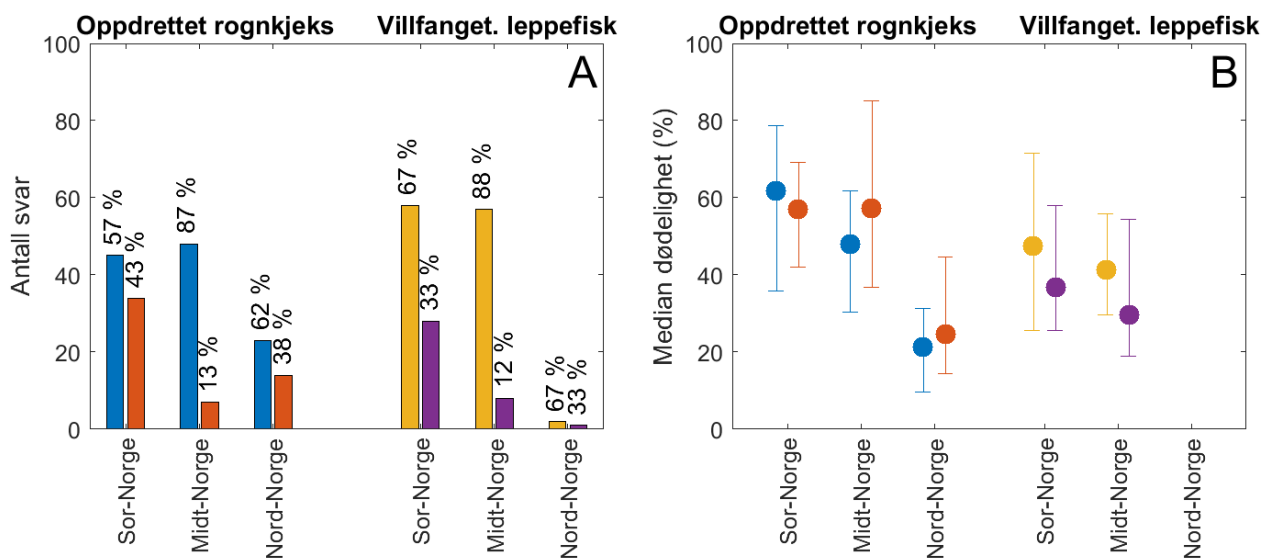 Oppdrettet rognkjeks
Villfanget. leppefisk
A
Antall svar
100
80
60
40
20
0
57 %
43 %
87 %
13 %
62 %
38 %
67 %
33 %
88 %
12 %
67 %
33 %
Sor-Norge
Midt-Norge
Nord-Norge
Sor-Norge
Midt-Norge
Nord-Norge
Oppdrettet rognkjeks
Villfanget. leppefisk
B
Median dødelighet (%)
100
80
60
40
20
0
Sor-Norge
Midt-Norge
Nord-Norge
Sor-Norge
Midt-Norge
Nord-Norge